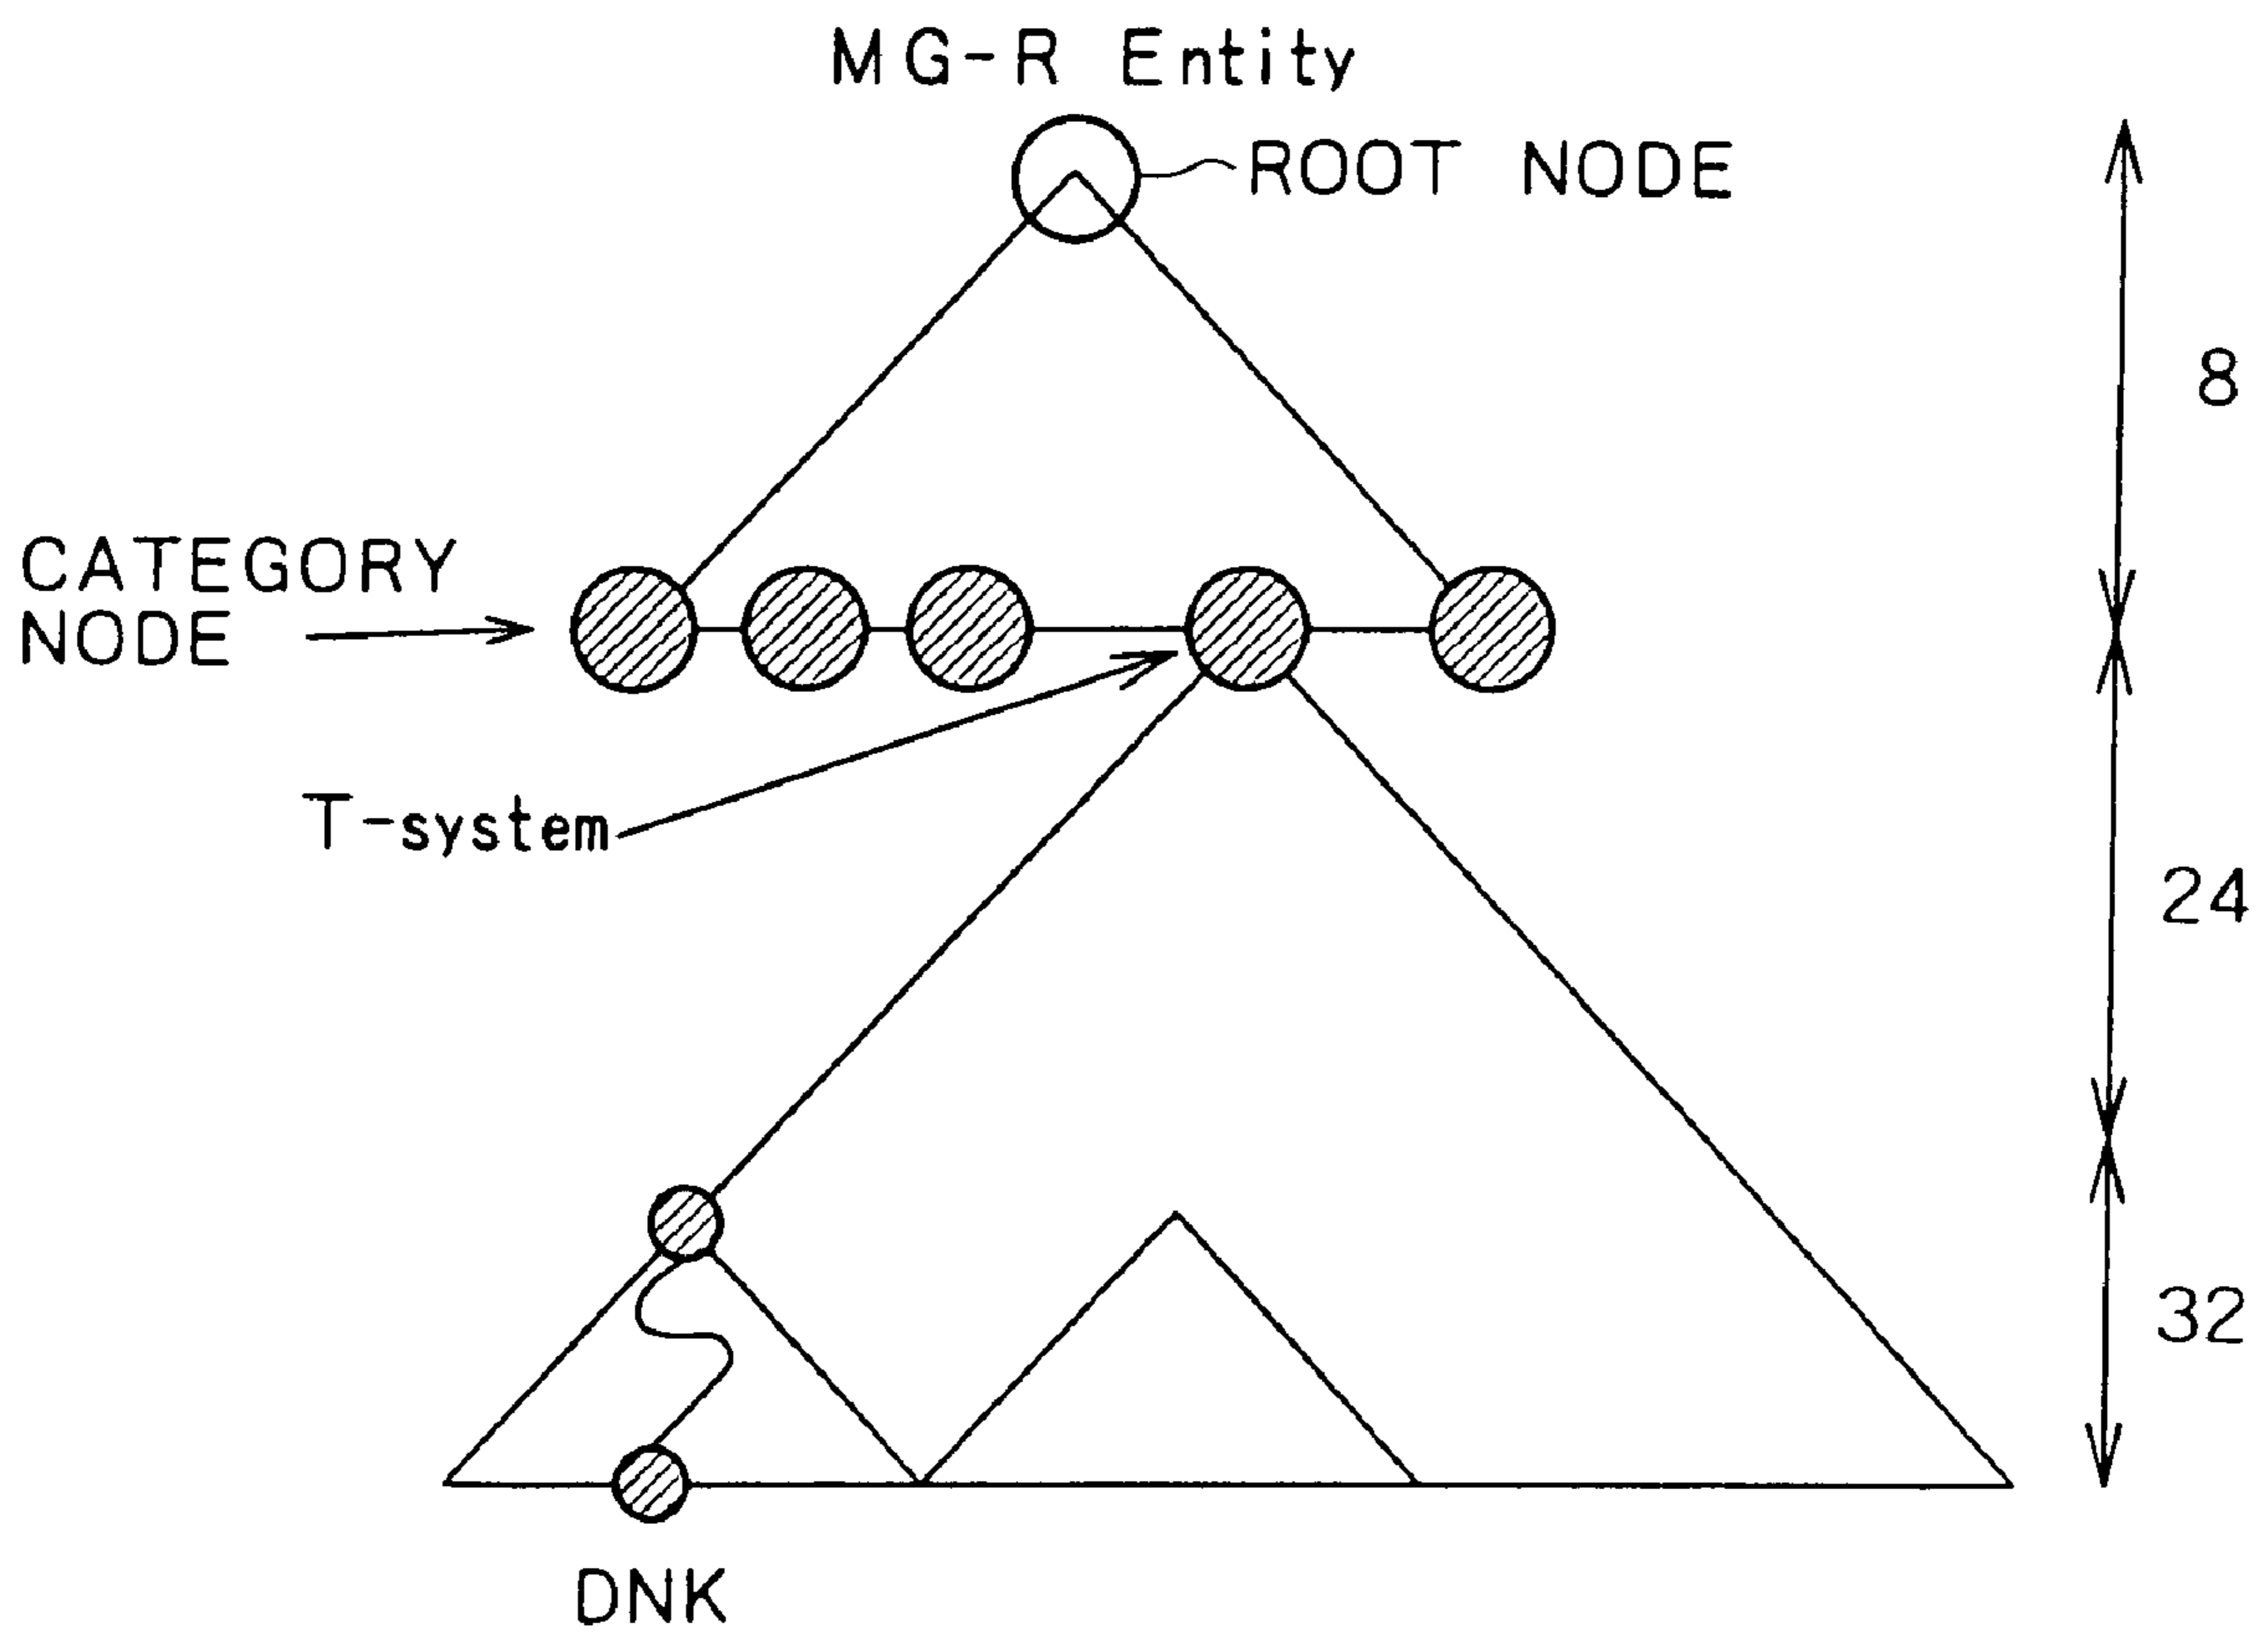 MG-R Entity
ROOT NODE
8
CATEGORY
NODE
T-system
24
32
DNK